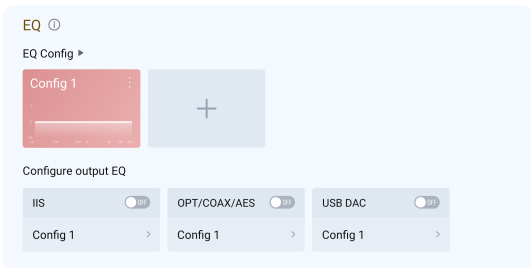 EQ
EQ Config
Config 1
Configure output EQ
IIS OFF OPT/COAX/AES OFF USB DAC OFF
Config 1 Config 1 Config 1